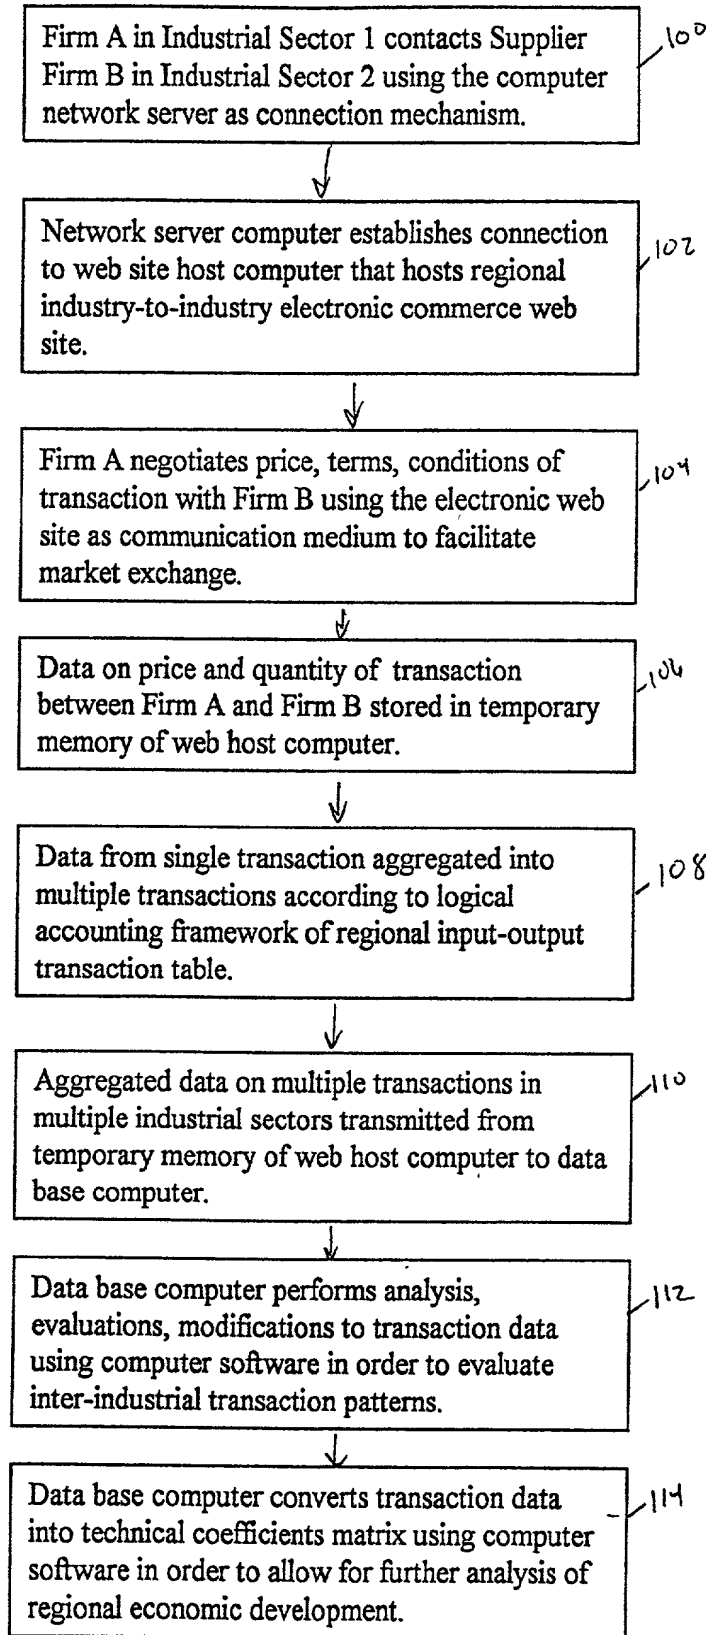 Firm A in Industrial Sector 1 contacts Supplier
Firm B in Industrial Sector 2 using the computer
network server as connection mechanism.
100
Network server computer establishes connection
to web site host computer that hosts regional
industry-to-industry electronic commerce web
site.
102
Firm A negotiates price, terms, conditions of
transaction with Firm B using the electronic web
site as communication medium to facilitate
market exchange.
104
Data on price and quantity of transaction
between Firm A and Firm B stored in temporary
memory of web host computer.
106
Data from single transaction aggregated into
multiple transactions according to logical
accounting framework of regional input-output
transaction table.
108
Aggregated data on multiple transactions in
multiple industrial sectors transmitted from
temporary memory of web host computer to data
base computer.
110
Data base computer performs analysis,
evaluations, modifications to transaction data
using computer software in order to evaluate
inter-industrial transaction patterns.
112
Data base computer converts transaction data
into technical coefficients matrix using computer
software in order to allow for further analysis of
regional economic development.
114